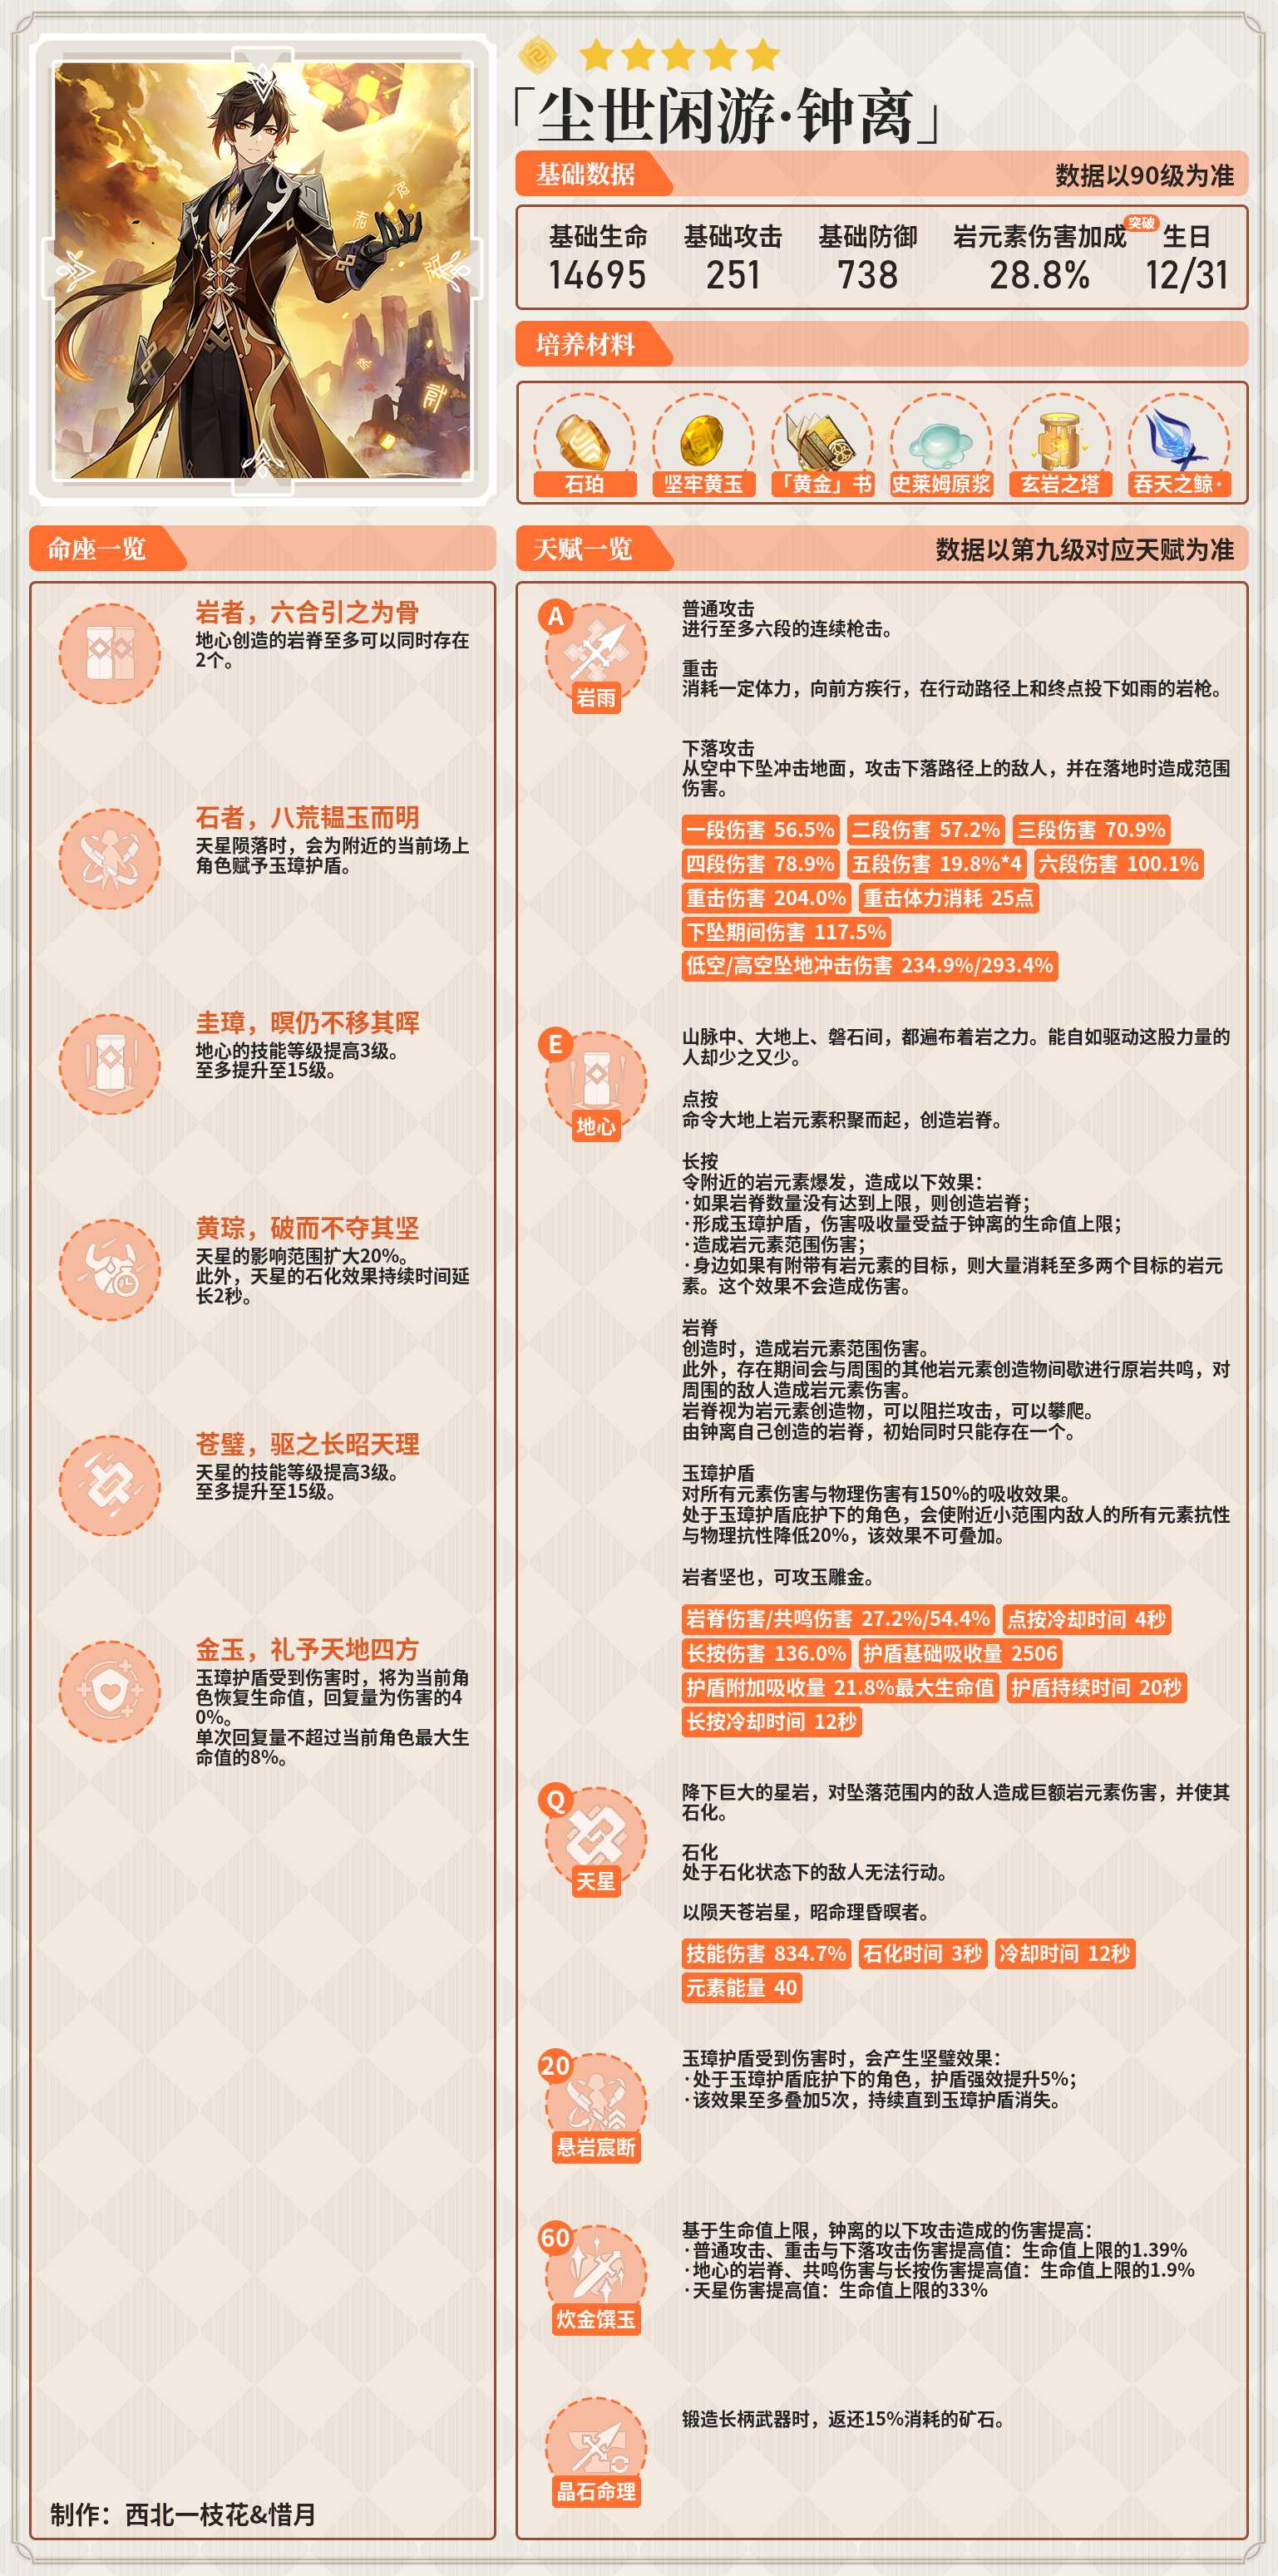 「尘世闲游·钟离」
基础数据
数据以90级为准
基础生命
14695
基础攻击
251
基础防御
738
岩元素伤害加成
突破
28.8%
生日
12/31
培养材料
石珀
坚牢黄玉
「黄金」书
史莱姆原浆
玄岩之塔
吞天之鲸·
命座一览
岩者，六合引之为骨
地心创造的岩脊至多可以同时存在
2个。
石者，八荒韫玉而明
天星陨落时，会为附近的当前场上
角色赋予玉璋护盾。
圭璋，暝仍不移其晖
地心的技能等级提高3级。
至多提升至15级。
黄琮，破而不夺其坚
天星的影响范围扩大20%。
此外，天星的石化效果持续时间延
长2秒。
苍璧，驱之长昭天理
天星的技能等级提高3级。
至多提升至15级。
金玉，礼予天地四方
玉璋护盾受到伤害时，将为当前角
色恢复生命值，回复量为伤害的4
0%。
单次回复量不超过当前角色最大生
命值的8%。
制作：西北一枝花&惜月
天赋一览
数据以第九级对应天赋为准
A
岩雨
普通攻击
进行至多六段的连续枪击。
重击
消耗一定体力，向前方疾行，在行动路径上和终点投下如雨的岩枪。
下落攻击
从空中下坠冲击地面，攻击下落路径上的敌人，并在落地时造成范围
伤害。
一段伤害 56.5% 二段伤害 57.2% 三段伤害 70.9%
四段伤害 78.9% 五段伤害 19.8%*4 六段伤害 100.1%
重击伤害 204.0% 重击体力消耗 25点
下坠期间伤害 117.5%
低空/高空坠地冲击伤害 234.9%/293.4%
E
地心
山脉中、大地上、磐石间，都遍布着岩之力。能自如驱动这股力量的
人却少之又少。
点按
命令大地上岩元素积聚而起，创造岩脊。
长按
令附近的岩元素爆发，造成以下效果：
·如果岩脊数量没有达到上限，则创造岩脊；
·形成玉璋护盾，伤害吸收量受益于钟离的生命值上限；
·造成岩元素范围伤害；
·身边如果有附带有岩元素的目标，则大量消耗至多两个目标的岩元
素。这个效果不会造成伤害。
岩脊
创造时，造成岩元素范围伤害。
此外，存在期间会与周围的其他岩元素创造物间歇进行原岩共鸣，对
周围的敌人造成岩元素伤害。
岩脊视为岩元素创造物，可以阻拦攻击，可以攀爬。
由钟离自己创造的岩脊，初始同时只能存在一个。
玉璋护盾
对所有元素伤害与物理伤害有150%的吸收效果。
处于玉璋护盾庇护下的角色，会使附近小范围内敌人的所有元素抗性
与物理抗性降低20%，该效果不可叠加。
岩者坚也，可攻玉雕金。
岩脊伤害/共鸣伤害 27.2%/54.4% 点按冷却时间 4秒
长按伤害 136.0% 护盾基础吸收量 2506
护盾附加吸收量 21.8%最大生命值 护盾持续时间 20秒
长按冷却时间 12秒
Q
天星
降下巨大的星岩，对坠落范围内的敌人造成巨额岩元素伤害，并使其
石化。
石化
处于石化状态下的敌人无法行动。
以陨天苍岩星，昭命理昏暝者。
技能伤害 834.7% 石化时间 3秒 冷却时间 12秒
元素能量 40
20
悬岩宸断
玉璋护盾受到伤害时，会产生坚璧效果：
·处于玉璋护盾庇护下的角色，护盾强效提升5%；
·该效果至多叠加5次，持续直到玉璋护盾消失。
60
炊金馔玉
基于生命值上限，钟离的以下攻击造成的伤害提高：
·普通攻击、重击与下落攻击伤害提高值：生命值上限的1.39%
·地心的岩脊、共鸣伤害与长按伤害提高值：生命值上限的1.9%
·天星伤害提高值：生命值上限的33%
晶石命理
锻造长柄武器时，返还15%消耗的矿石。